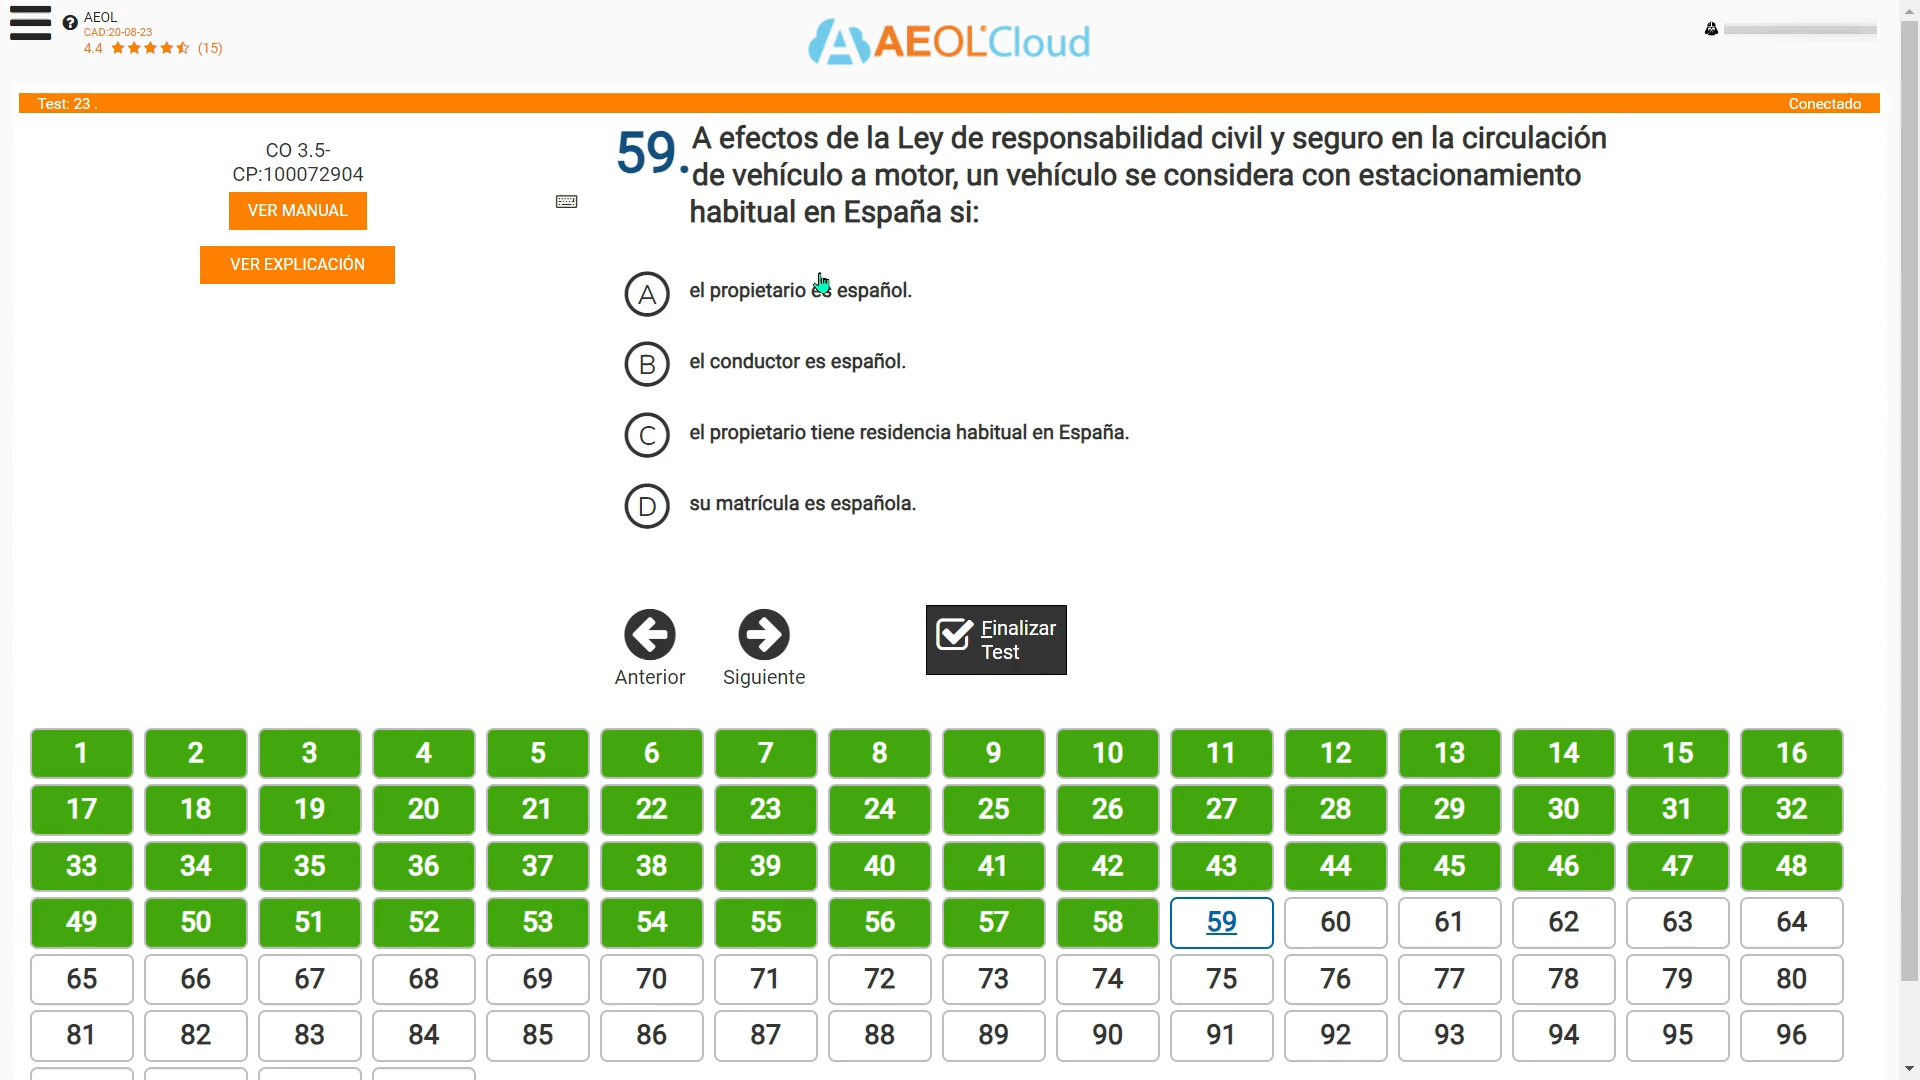 AEOL
CAD:20-08-23
4.4 (15)
AEOL Cloud
Test: 23 .
Conectado
CO 3.5-
CP:100072904
VER MANUAL
VER EXPLICACIÓN
59. A efectos de la Ley de responsabilidad civil y seguro en la circulación
de vehículo a motor, un vehículo se considera con estacionamiento
habitual en España si:
A el propietario es español.
B el conductor es español.
C el propietario tiene residencia habitual en España.
D su matrícula es española.
Anterior
Siguiente
Finalizar
Test
1 2 3 4 5 6 7 8 9 10 11 12 13 14 15 16
17 18 19 20 21 22 23 24 25 26 27 28 29 30 31 32
33 34 35 36 37 38 39 40 41 42 43 44 45 46 47 48
49 50 51 52 53 54 55 56 57 58 59 60 61 62 63 64
65 66 67 68 69 70 71 72 73 74 75 76 77 78 79 80
81 82 83 84 85 86 87 88 89 90 91 92 93 94 95 96